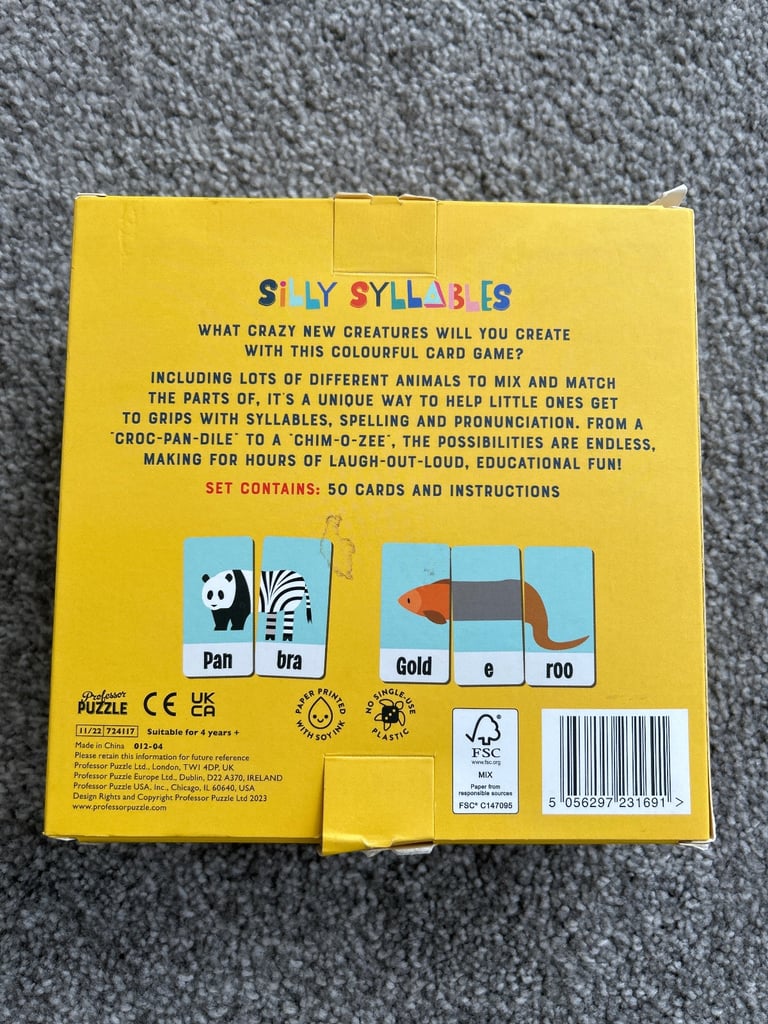 SiLLY SYLLABLES
WHAT CRAZY NEW CREATURES WILL YOU CREATE
WITH THIS COLOURFUL CARD GAME?
INCLUDING LOTS OF DIFFERENT ANIMALS TO MIX AND MATCH
THE PARTS OF, IT'S A UNIQUE WAY TO HELP LITTLE ONES GET
TO GRIPS WITH SYLLABLES, SPELLING AND PRONUNCIATION. FROM A
"CROC-PAN-DILE" TO A "CHIM-O-ZEE", THE POSSIBILITIES ARE ENDLESS,
MAKING FOR HOURS OF LAUGH-OUT-LOUD, EDUCATIONAL FUN!
SET CONTAINS: 50 CARDS AND INSTRUCTIONS
Pan bra Gold e roo
Professor
PUZZLE
CE
UK
CA
PAPER PRINTED
WITH SOY INK
NO SINGLE-USE
PLASTIC
11/22 724117 Suitable for 4 years +
Made in China 012-04
Please retain this information for future reference
Professor Puzzle Ltd., London, TW1 4DP, UK
Professor Puzzle Europe Ltd., Dublin, D22 A370, IRELAND
Professor Puzzle USA. Inc., Chicago, IL 60640, USA
Design Rights and Copyright Professor Puzzle Ltd 2023
www.professorpuzzle.com
FSC
www.fsc.org
MIX
Paper from
responsible sources
FSC® C147095
5 056297 231691 >